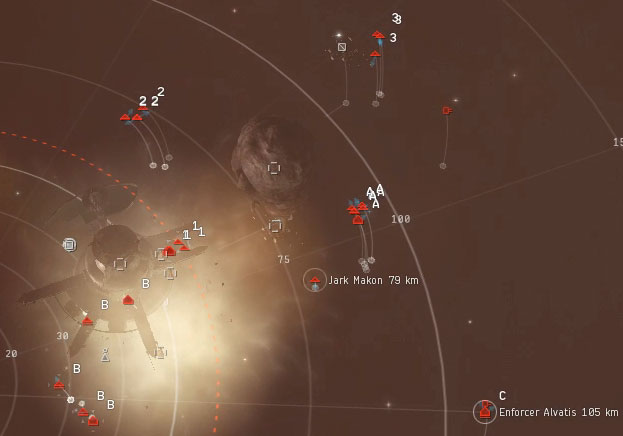 3 3
3
2
2 2
15
A A
A
A
100
1
1 1
75
Jark Makon 79 km
B
B
30
20
B
B
B
C
Enforcer Alvatis 105 km